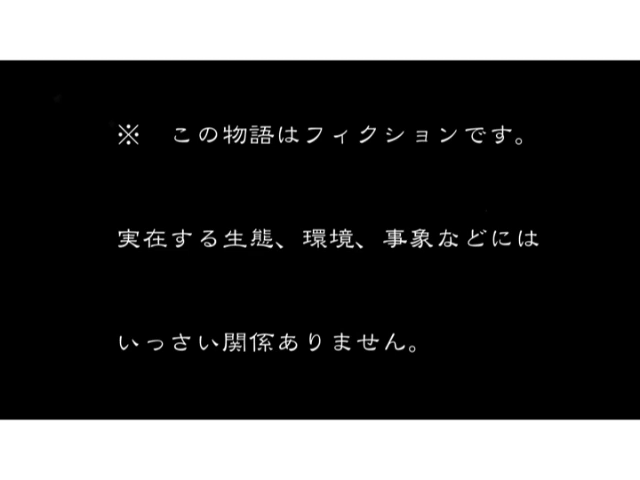 ※　この物語はフィクションです。
実在する生態、環境、事象などには
いっさい関係ありません。